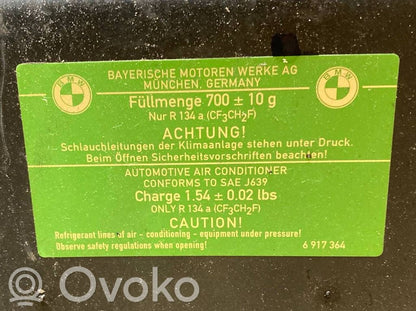 BMW
BMW
BAYERISCHE MOTOREN WERKE AG
MÜNCHEN, GERMANY
Füllmenge 700 ± 10 g
Nur R 134 a (CF₃CH₂F)
ACHTUNG!
Schlauchleitungen der Klimaanlage stehen unter Druck.
Beim Öffnen Sicherheitsvorschriften beachten!
AUTOMOTIVE AIR CONDITIONER
CONFORMS TO SAE J639
Charge 1.54 ± 0.02 lbs
ONLY R 134 a (CF₃CH₂F)
CAUTION!
Refrigerant lines of air - conditioning - equipment under pressure!
Observe safety regulations when opening!
6 917 364
Ovoko